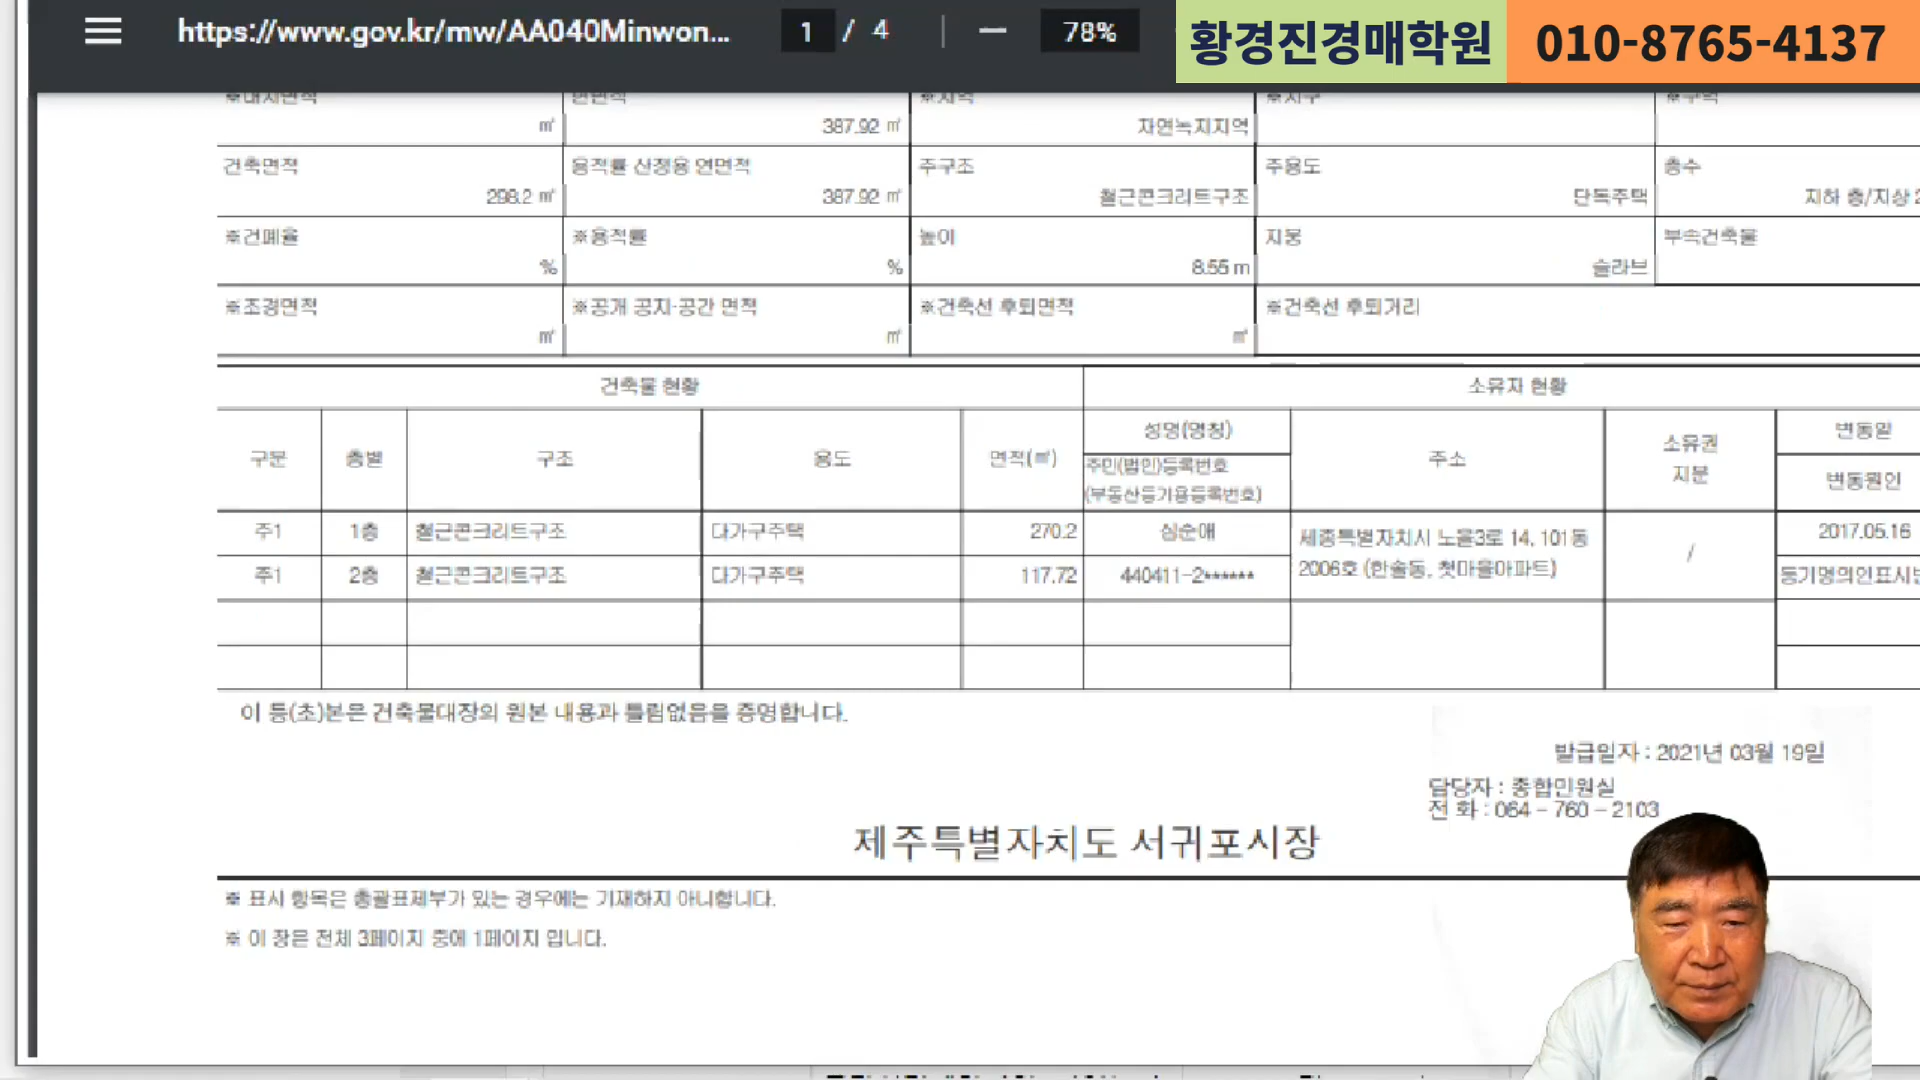 https://www.gov.kr/mw/AA040Minwon...
1 / 4
78%
황경진경매학원
010-8765-4137
※대지면적 연면적 ※지역 ※지구 ※구역
㎡ 387.92 ㎡ 자연녹지지역
건축면적 용적률 산정용 연면적 주구조 주용도 층수
298.2 ㎡ 387.92 ㎡ 철근콘크리트구조 단독주택 지하 층/지상 2
※건폐율 ※용적률 높이 지붕 부속건축물
% % 8.55 m 슬라브
※조경면적 ※공개 공지·공간 면적 ※건축선 후퇴면적 ※건축선 후퇴거리
㎡ ㎡ ㎡
건축물 현황 소유자 현황
구분 층별 구조 용도 면적(㎡) 성명(명칭) 주소 소유권 변동일
주민(법인)등록번호 지분 변동원인
(부동산등기용등록번호)
주1 1층 철근콘크리트구조 다가구주택 270.2 심순애 세종특별자치시 노을3로 14, 101동 / 2017.05.16
주1 2층 철근콘크리트구조 다가구주택 117.72 440411-2****** 2006호 (한솔동, 첫마을아파트) 등기명의인표시변
이 등(초)본은 건축물대장의 원본 내용과 틀림없음을 증명합니다.
발급일자 : 2021년 03월 19일
담당자 : 종합민원실
전 화 : 064 - 760 - 2103
제주특별자치도 서귀포시장
※ 표시 항목은 총괄표제부가 있는 경우에는 기재하지 아니합니다.
※ 이 장은 전체 3페이지 중에 1페이지 입니다.